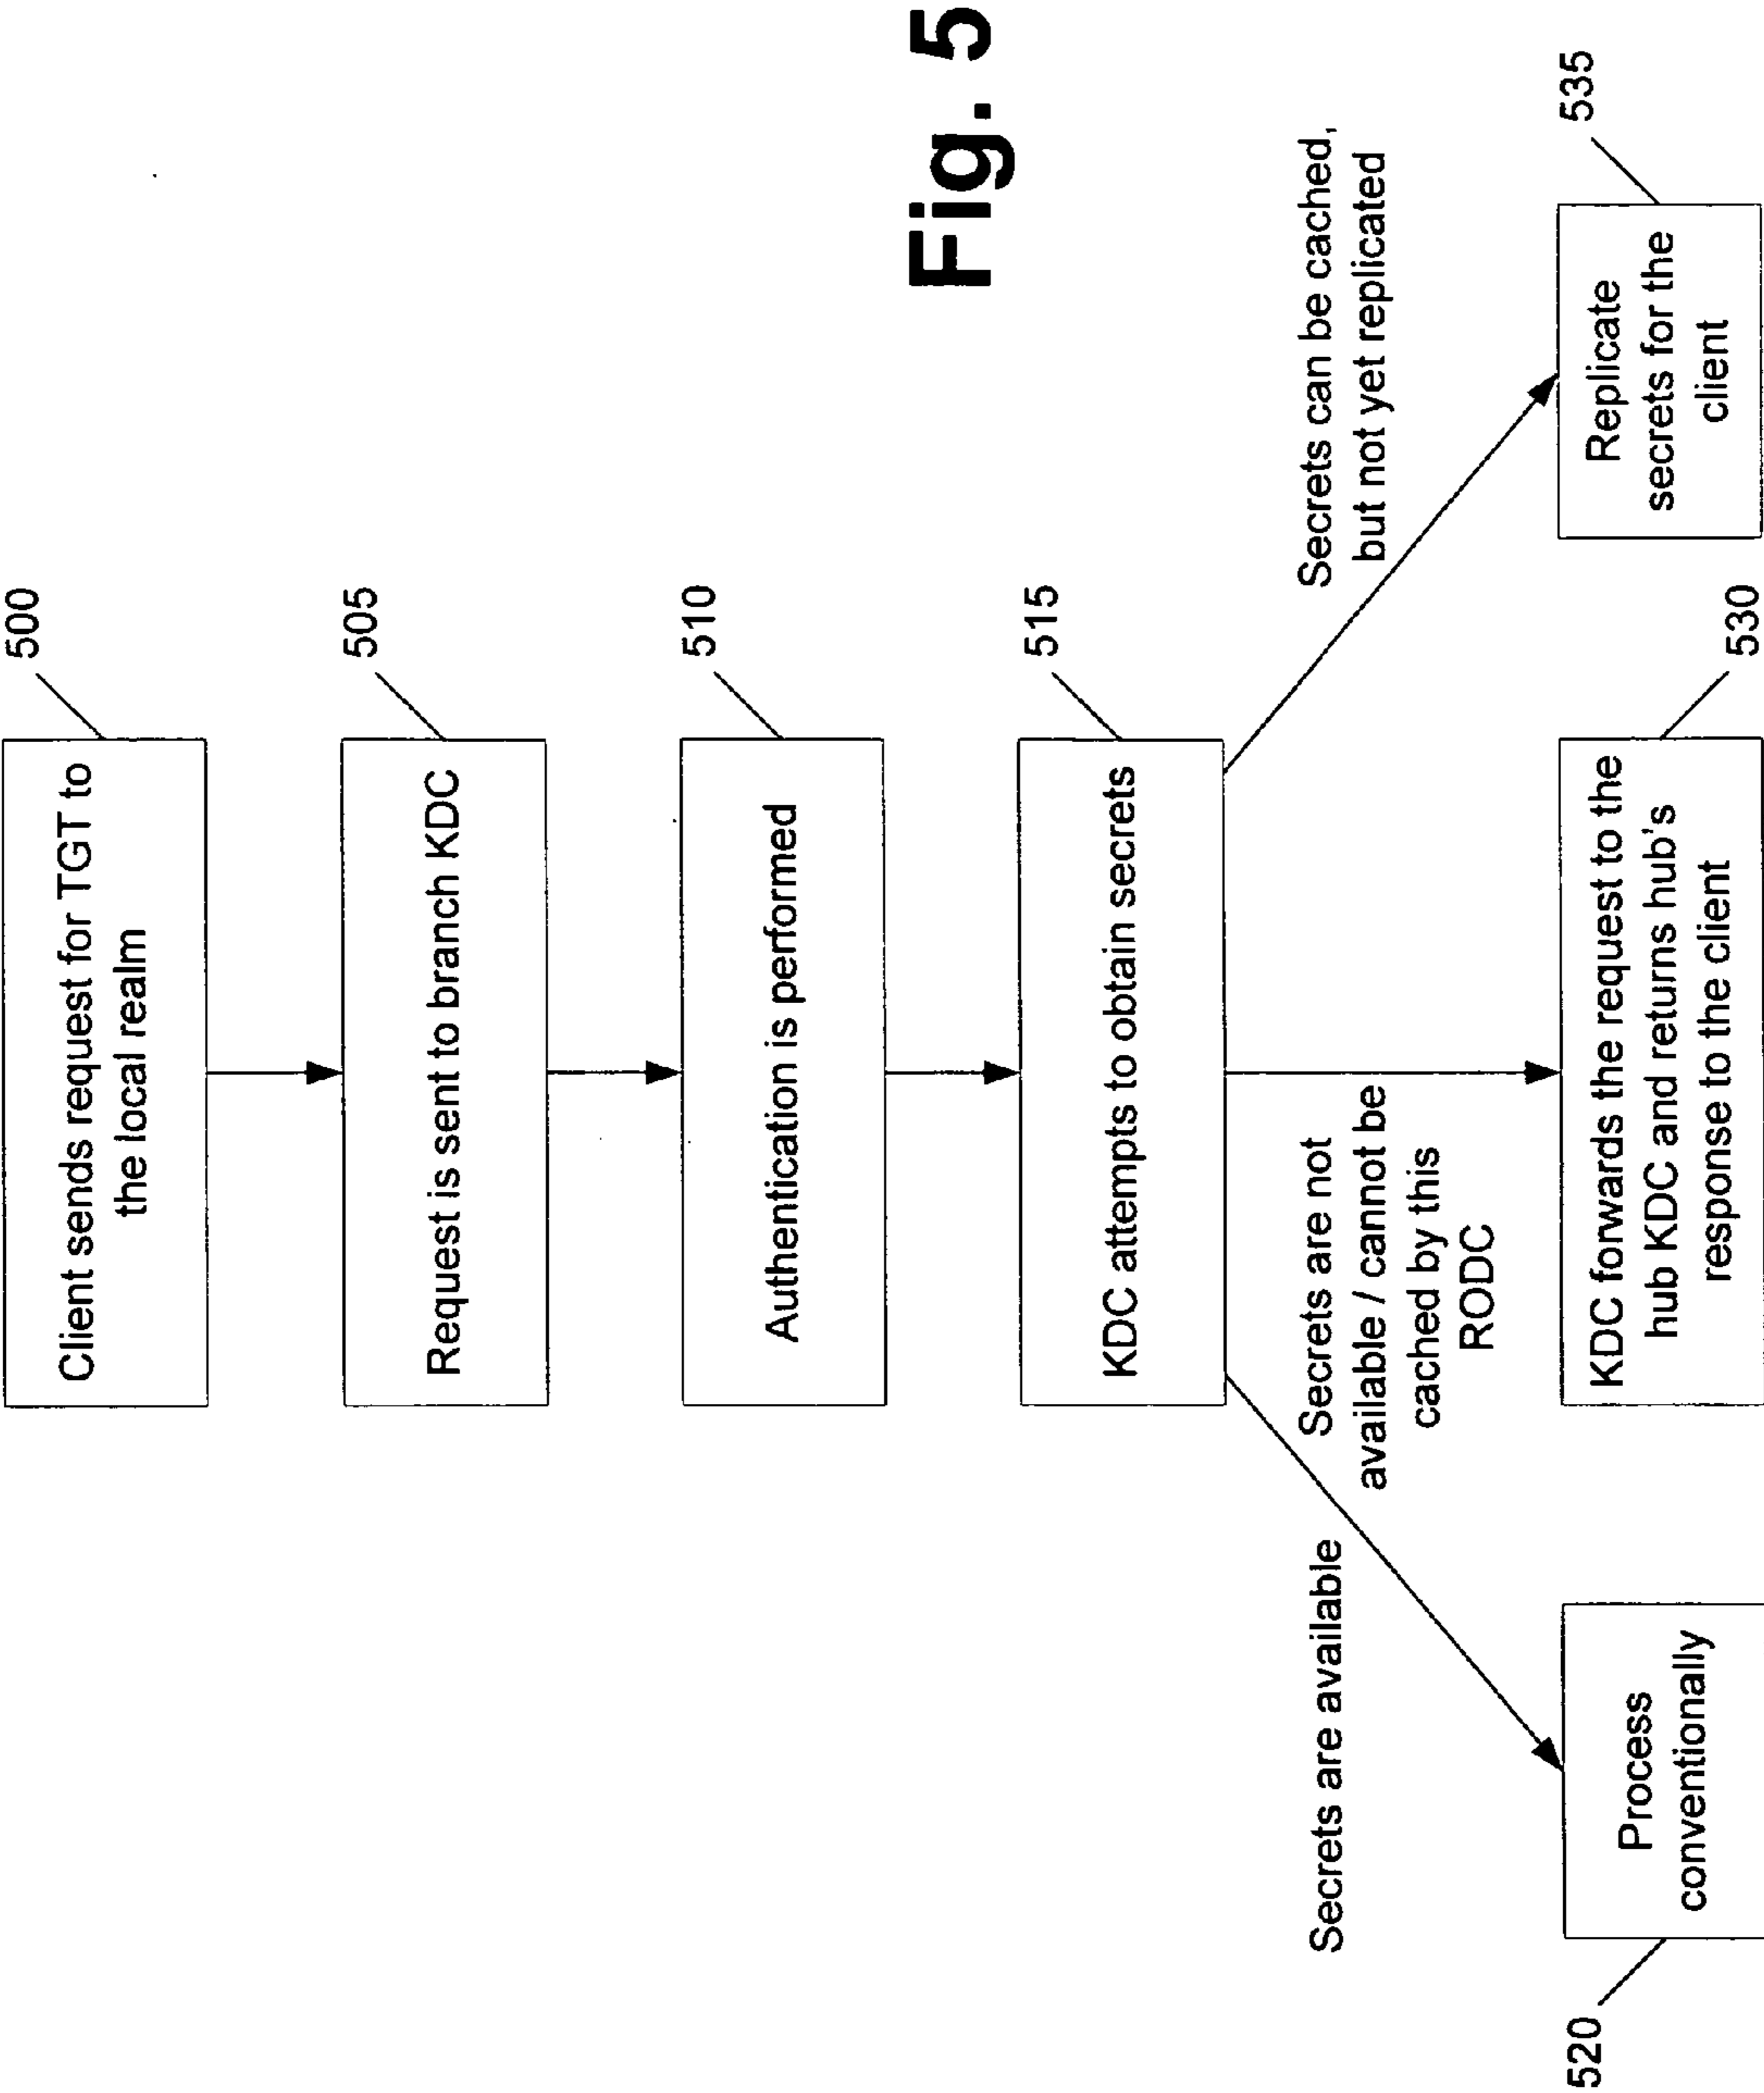 500
Client sends request for TGT to
the local realm
505
Request is sent to branch KDC
510
Authentication is performed
515
KDC attempts to obtain secrets
Secrets are available
Secrets are not
available / cannot be
cached by this
RODC
Secrets can be cached,
but not yet replicated
520
Process
conventionally
530
KDC forwards the request to the
hub KDC and returns hub's
response to the client
535
Replicate
secrets for the
client
Fig. 5